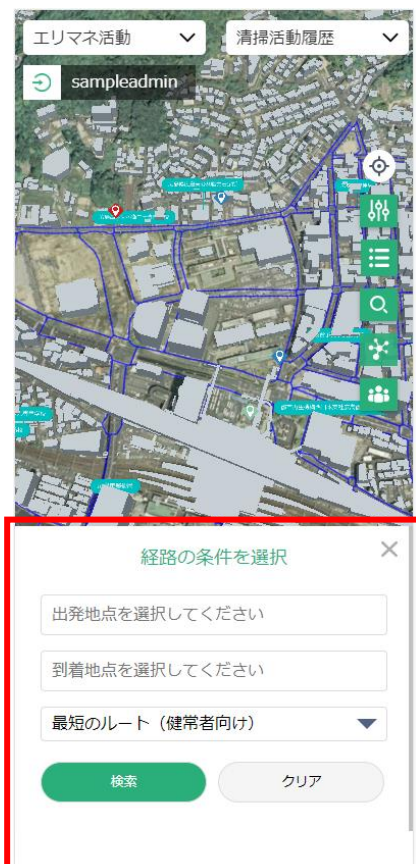 エリマネ活動
清掃活動履歴
sampleadmin
経路の条件を選択
出発地点を選択してください
到着地点を選択してください
最短のルート（健常者向け）
検索
クリア